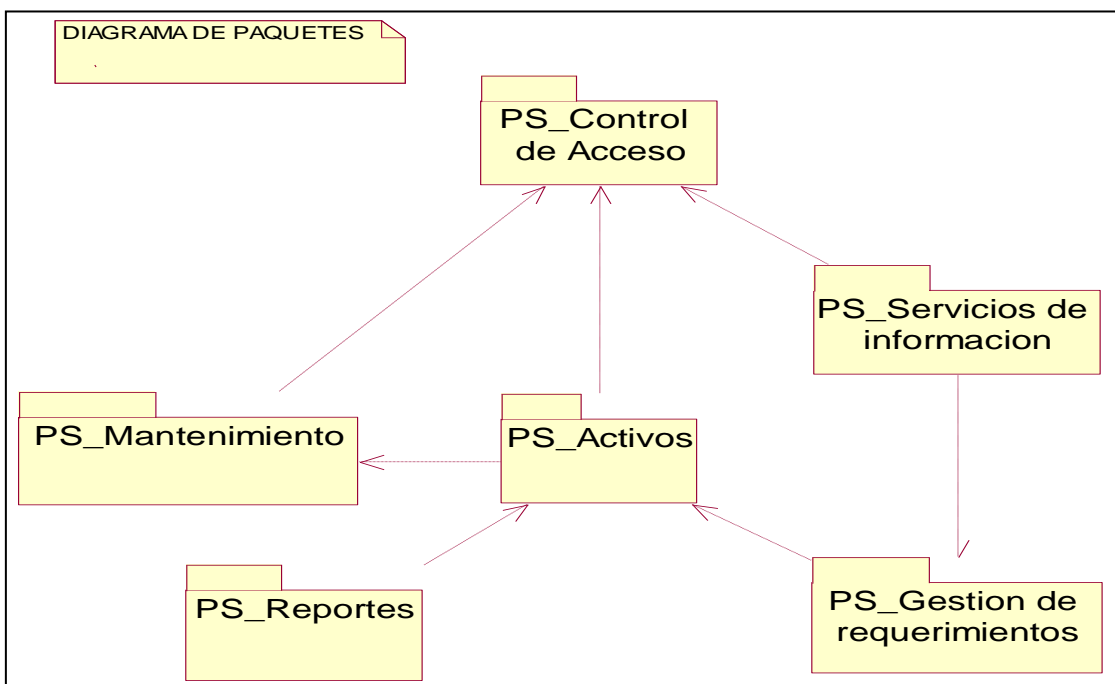 DIAGRAMA DE PAQUETES
.
PS_Control
de Acceso
PS_Servicios de
informacion
PS_Mantenimiento
PS_Activos
PS_Reportes
PS_Gestion de
requerimientos